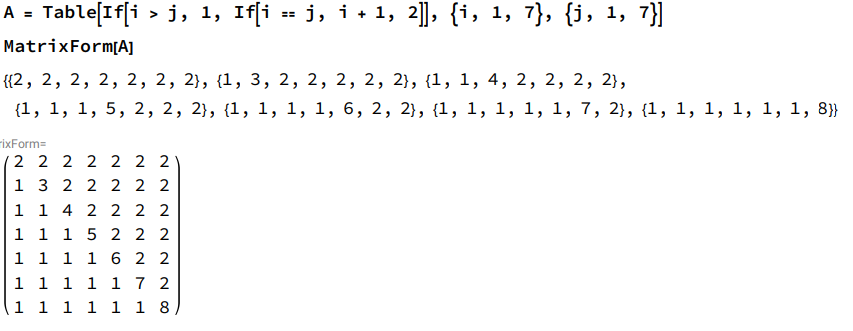 A = Table[If[i > j, 1, If[i == j, i + 1, 2]], {i, 1, 7}, {j, 1, 7}]
MatrixForm[A]
{{2, 2, 2, 2, 2, 2, 2}, {1, 3, 2, 2, 2, 2, 2}, {1, 1, 4, 2, 2, 2, 2},
{1, 1, 1, 5, 2, 2, 2}, {1, 1, 1, 1, 6, 2, 2}, {1, 1, 1, 1, 1, 7, 2}, {1, 1, 1, 1, 1, 1, 8}}
rixForm=
2 2 2 2 2 2 2
1 3 2 2 2 2 2
1 1 4 2 2 2 2
1 1 1 5 2 2 2
1 1 1 1 6 2 2
1 1 1 1 1 7 2
1 1 1 1 1 1 8